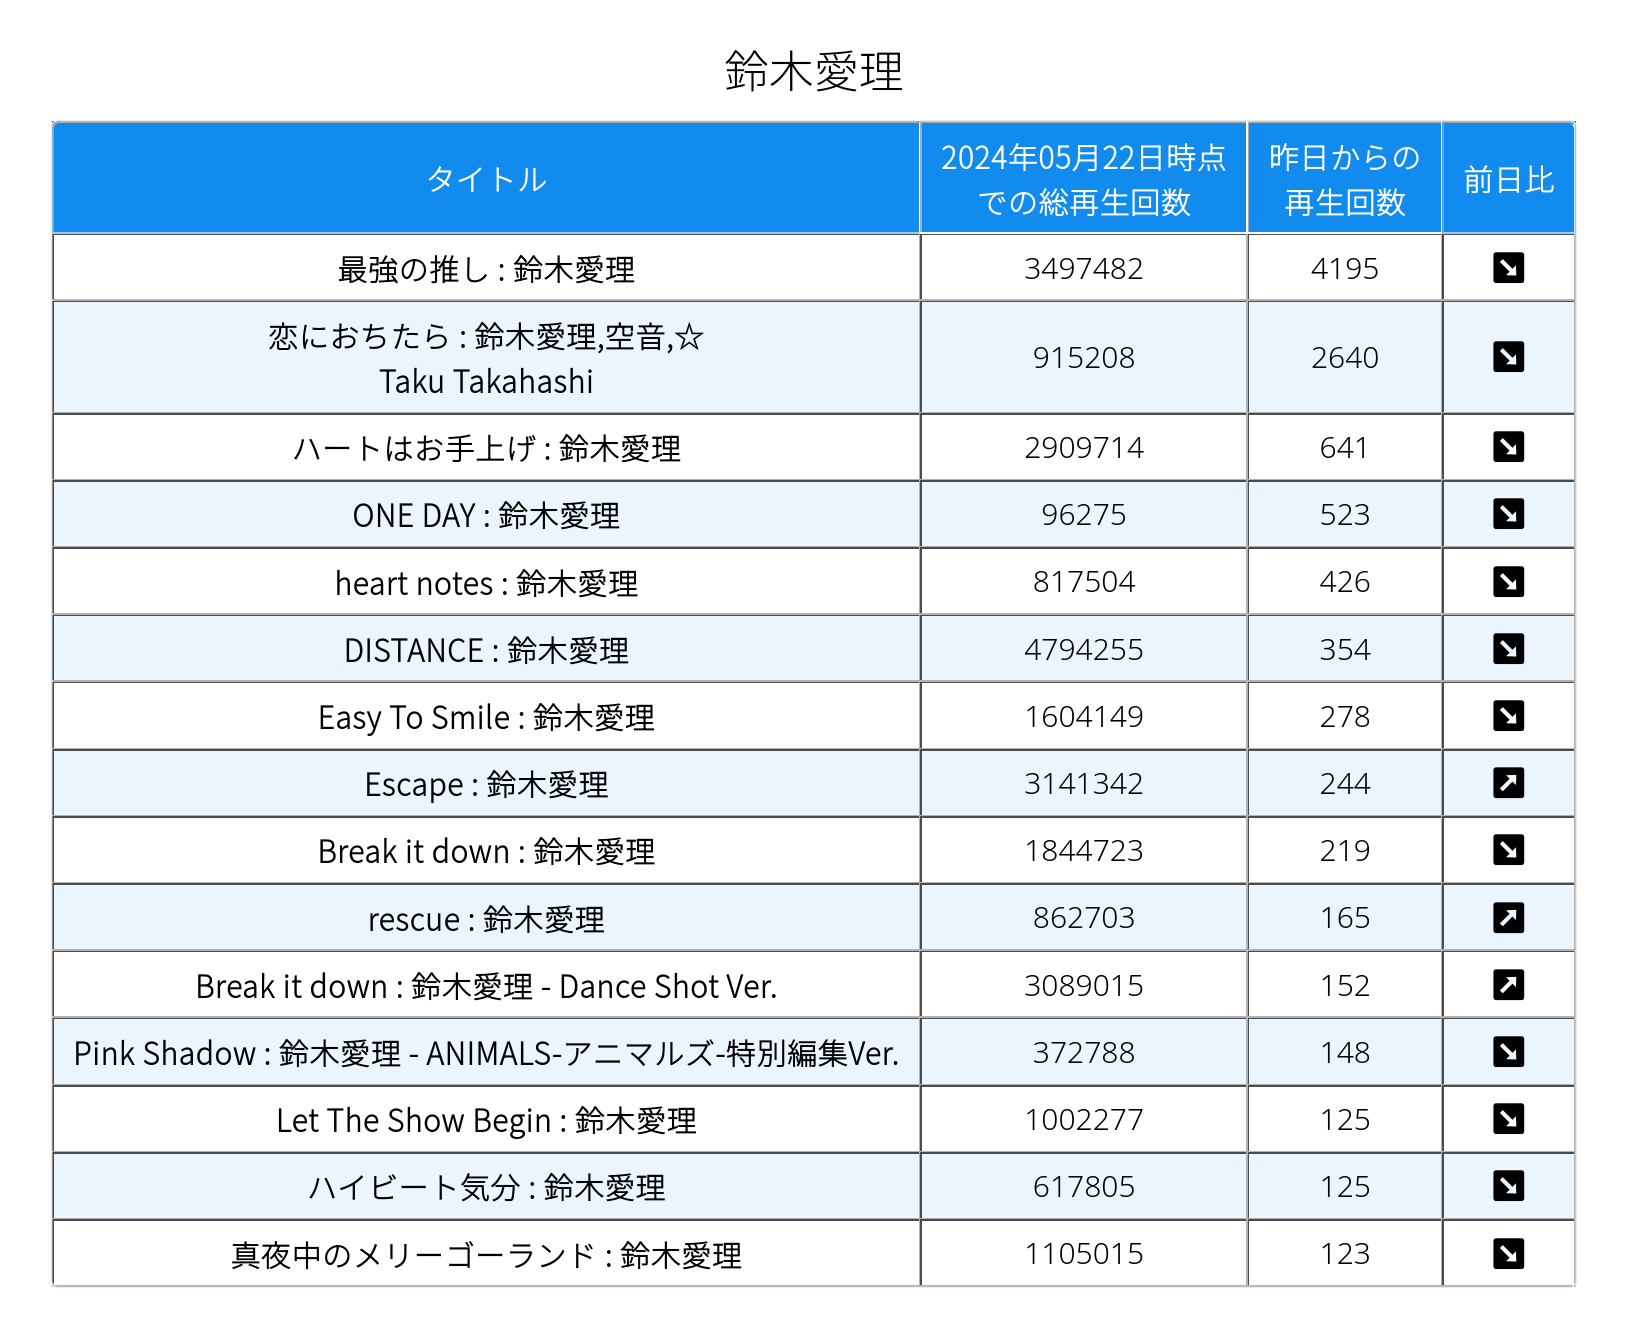 鈴木愛理
タイトル
2024年05月22日時点
での総再生回数
昨日からの
再生回数
前日比
最強の推し : 鈴木愛理 3497482 4195 ↘
恋におちたら : 鈴木愛理,空音,☆
Taku Takahashi 915208 2640 ↘
ハートはお手上げ : 鈴木愛理 2909714 641 ↘
ONE DAY : 鈴木愛理 96275 523 ↘
heart notes : 鈴木愛理 817504 426 ↘
DISTANCE : 鈴木愛理 4794255 354 ↘
Easy To Smile : 鈴木愛理 1604149 278 ↘
Escape : 鈴木愛理 3141342 244 ↗
Break it down : 鈴木愛理 1844723 219 ↘
rescue : 鈴木愛理 862703 165 ↗
Break it down : 鈴木愛理 - Dance Shot Ver. 3089015 152 ↗
Pink Shadow : 鈴木愛理 - ANIMALS-アニマルズ-特別編集Ver. 372788 148 ↘
Let The Show Begin : 鈴木愛理 1002277 125 ↘
ハイビート気分 : 鈴木愛理 617805 125 ↘
真夜中のメリーゴーランド : 鈴木愛理 1105015 123 ↘